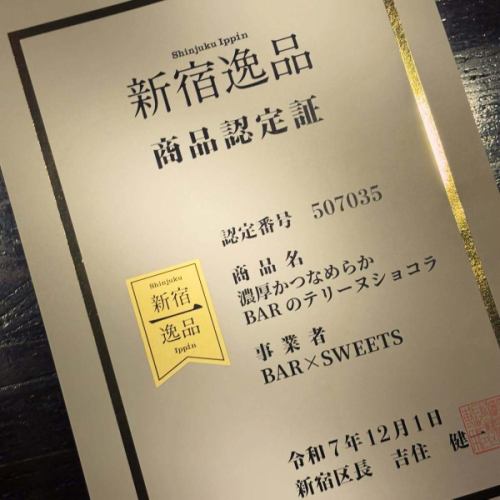 Shinjuku Ippin
新宿逸品
商品認定証
認定番号 507035
商品名
濃厚かつなめらか
BARのテリーヌショコラ
事業者
BAR×SWEETS
Shinjuku
新宿
逸品
Ippin
令和7年12月1日
新宿区長 吉住 健一